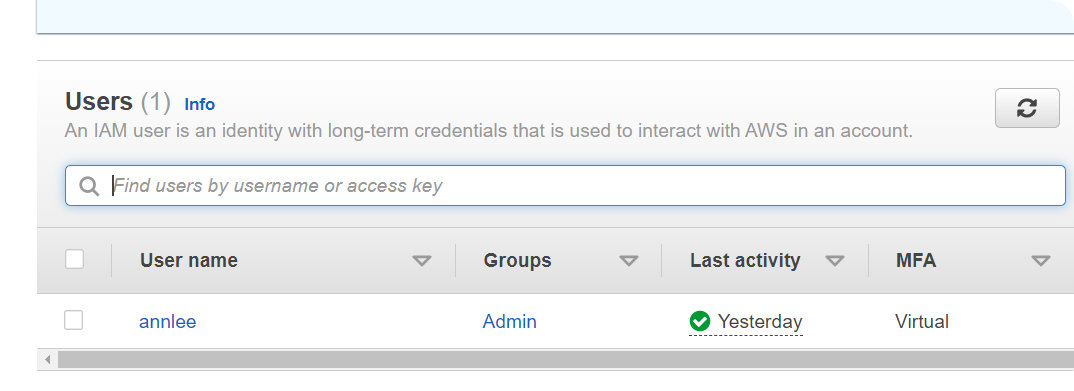 Users (1) Info
An IAM user is an identity with long-term credentials that is used to interact with AWS in an account.
Find users by username or access key
User name Groups Last activity MFA
annlee Admin Yesterday Virtual